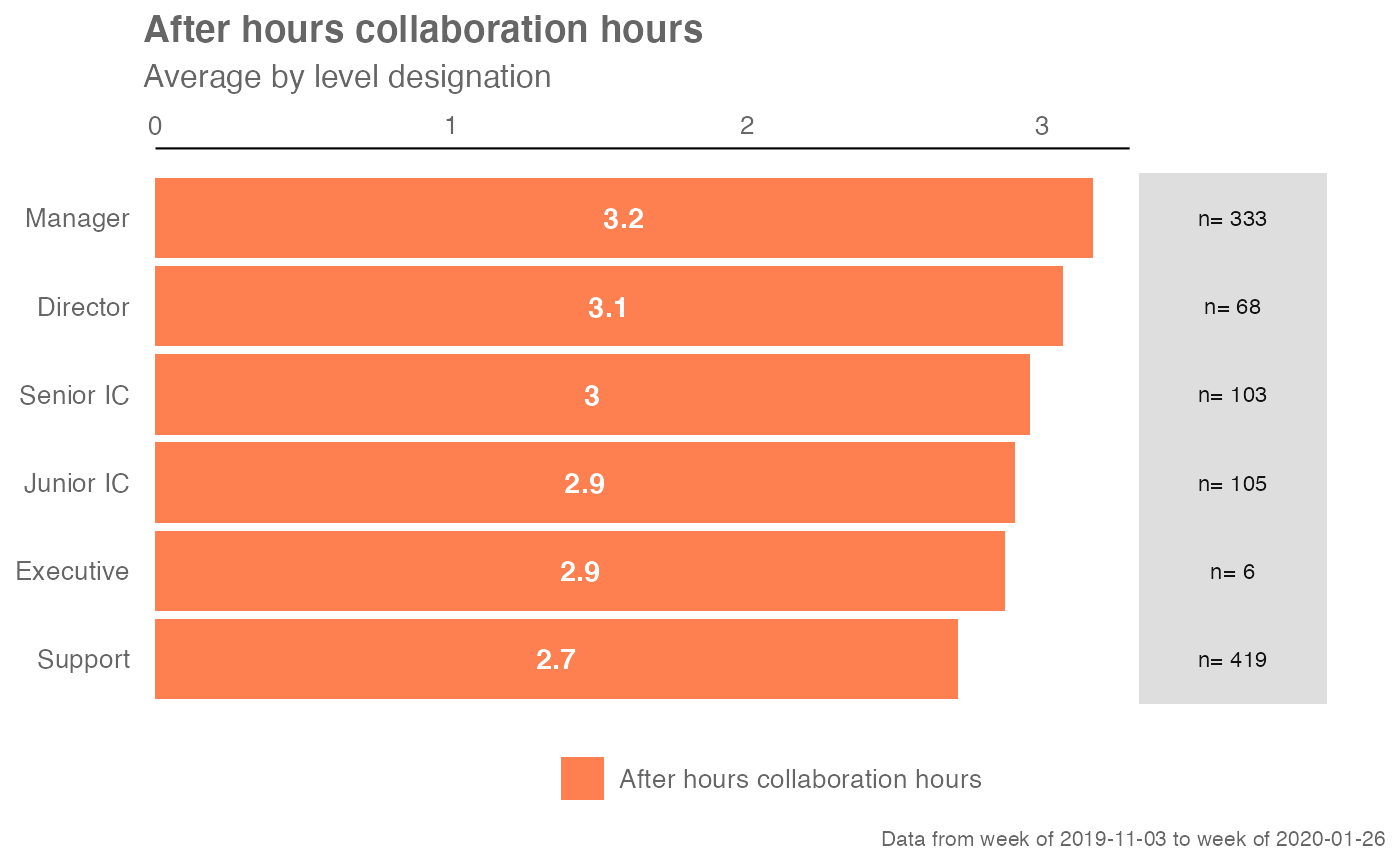 After hours collaboration hours
Average by level designation
0 1 2 3
Manager 3.2 n= 333
Director 3.1 n= 68
Senior IC 3 n= 103
Junior IC 2.9 n= 105
Executive 2.9 n= 6
Support 2.7 n= 419
After hours collaboration hours
Data from week of 2019-11-03 to week of 2020-01-26